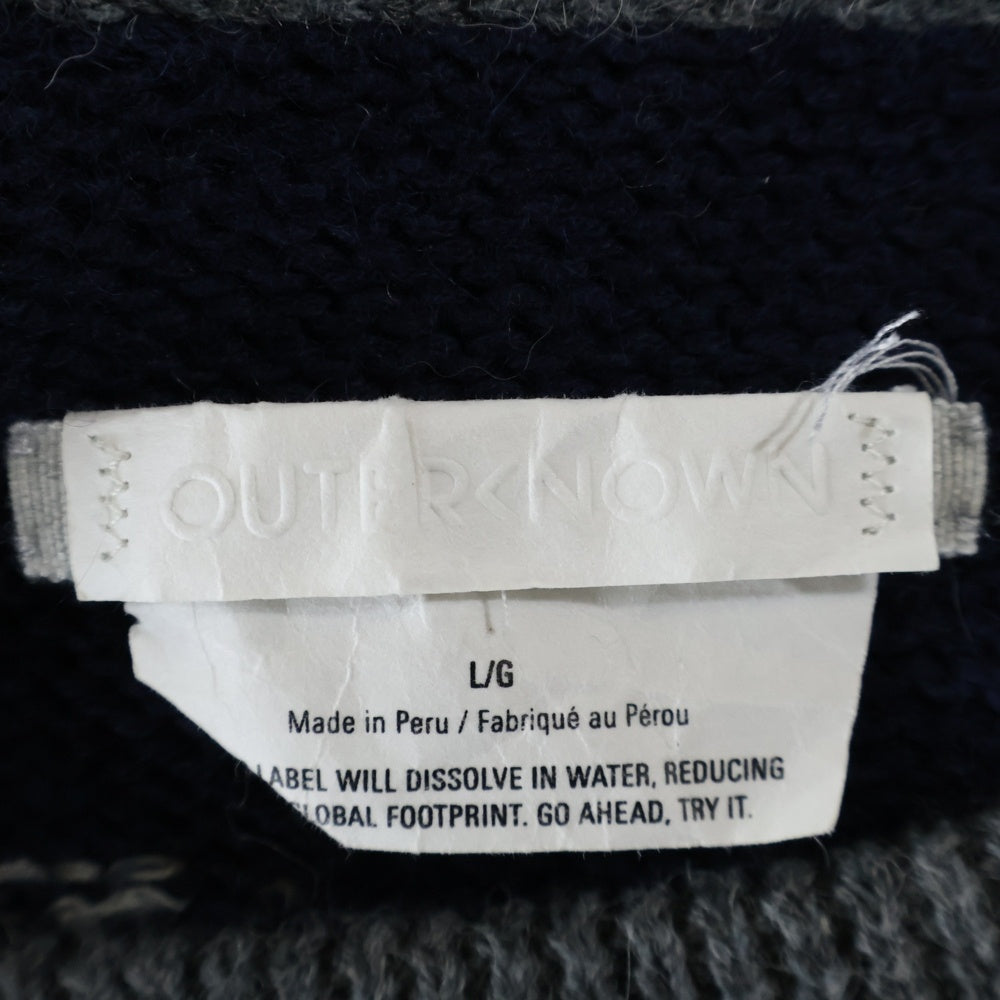 OUTERKNOWN
L/G
Made in Peru / Fabriqué au Pérou
LABEL WILL DISSOLVE IN WATER, REDUCING
GLOBAL FOOTPRINT. GO AHEAD, TRY IT.